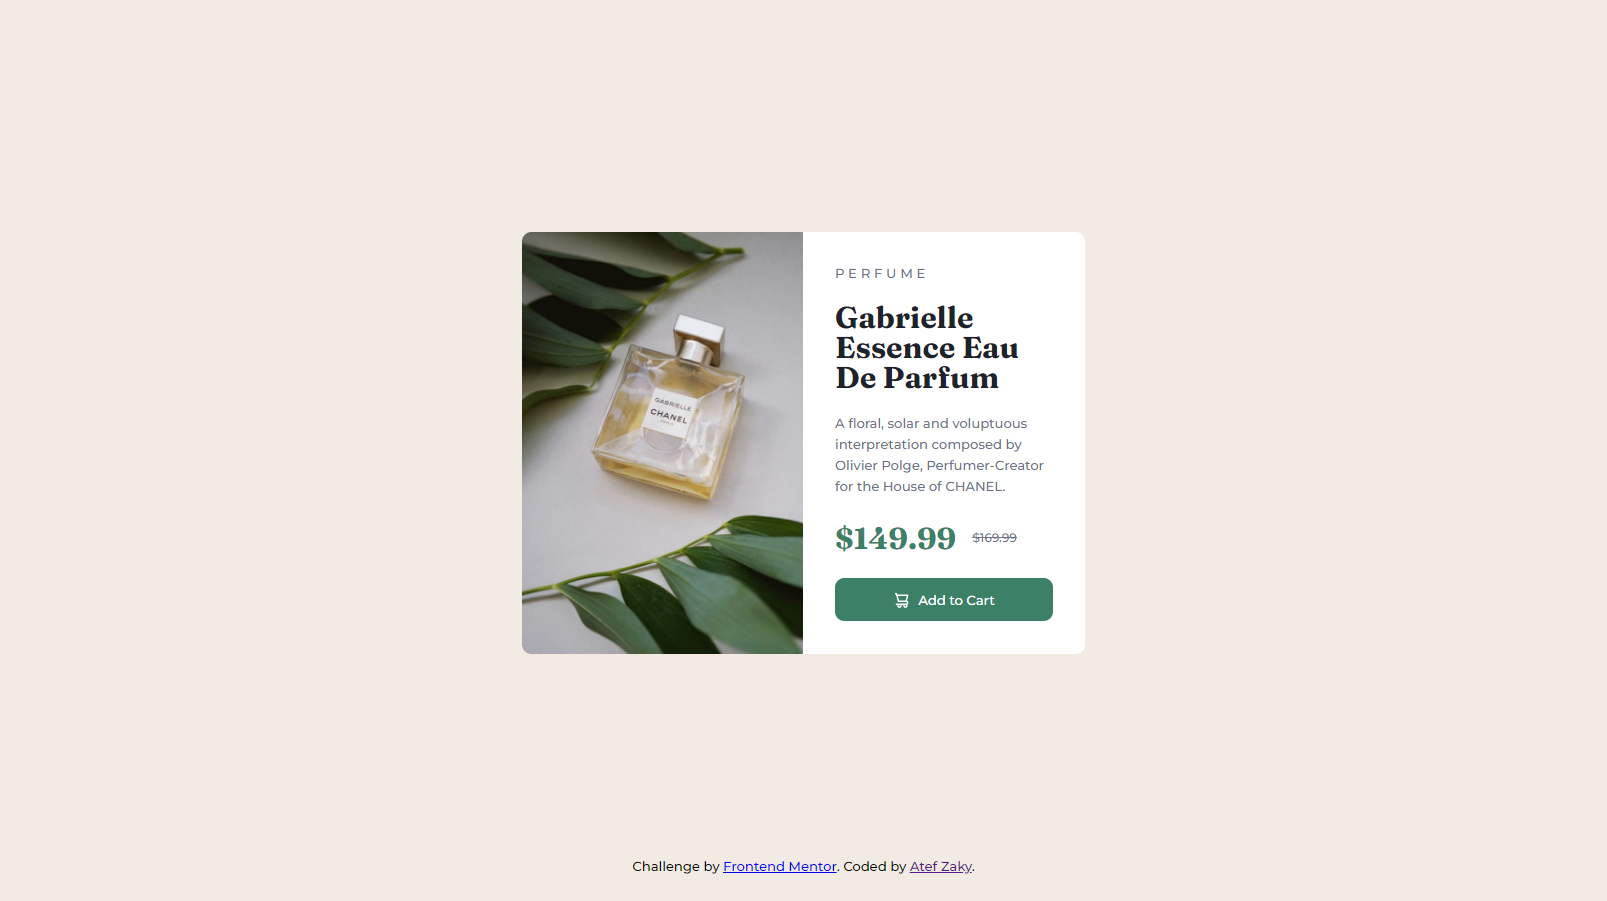 GABRIELLE
CHANEL
PARIS
PERFUME
Gabrielle
Essence Eau
De Parfum
A floral, solar and voluptuous
interpretation composed by
Olivier Polge, Perfumer-Creator
for the House of CHANEL.
$149.99 $169.99
Add to Cart
Challenge by Frontend Mentor. Coded by Atef Zaky.